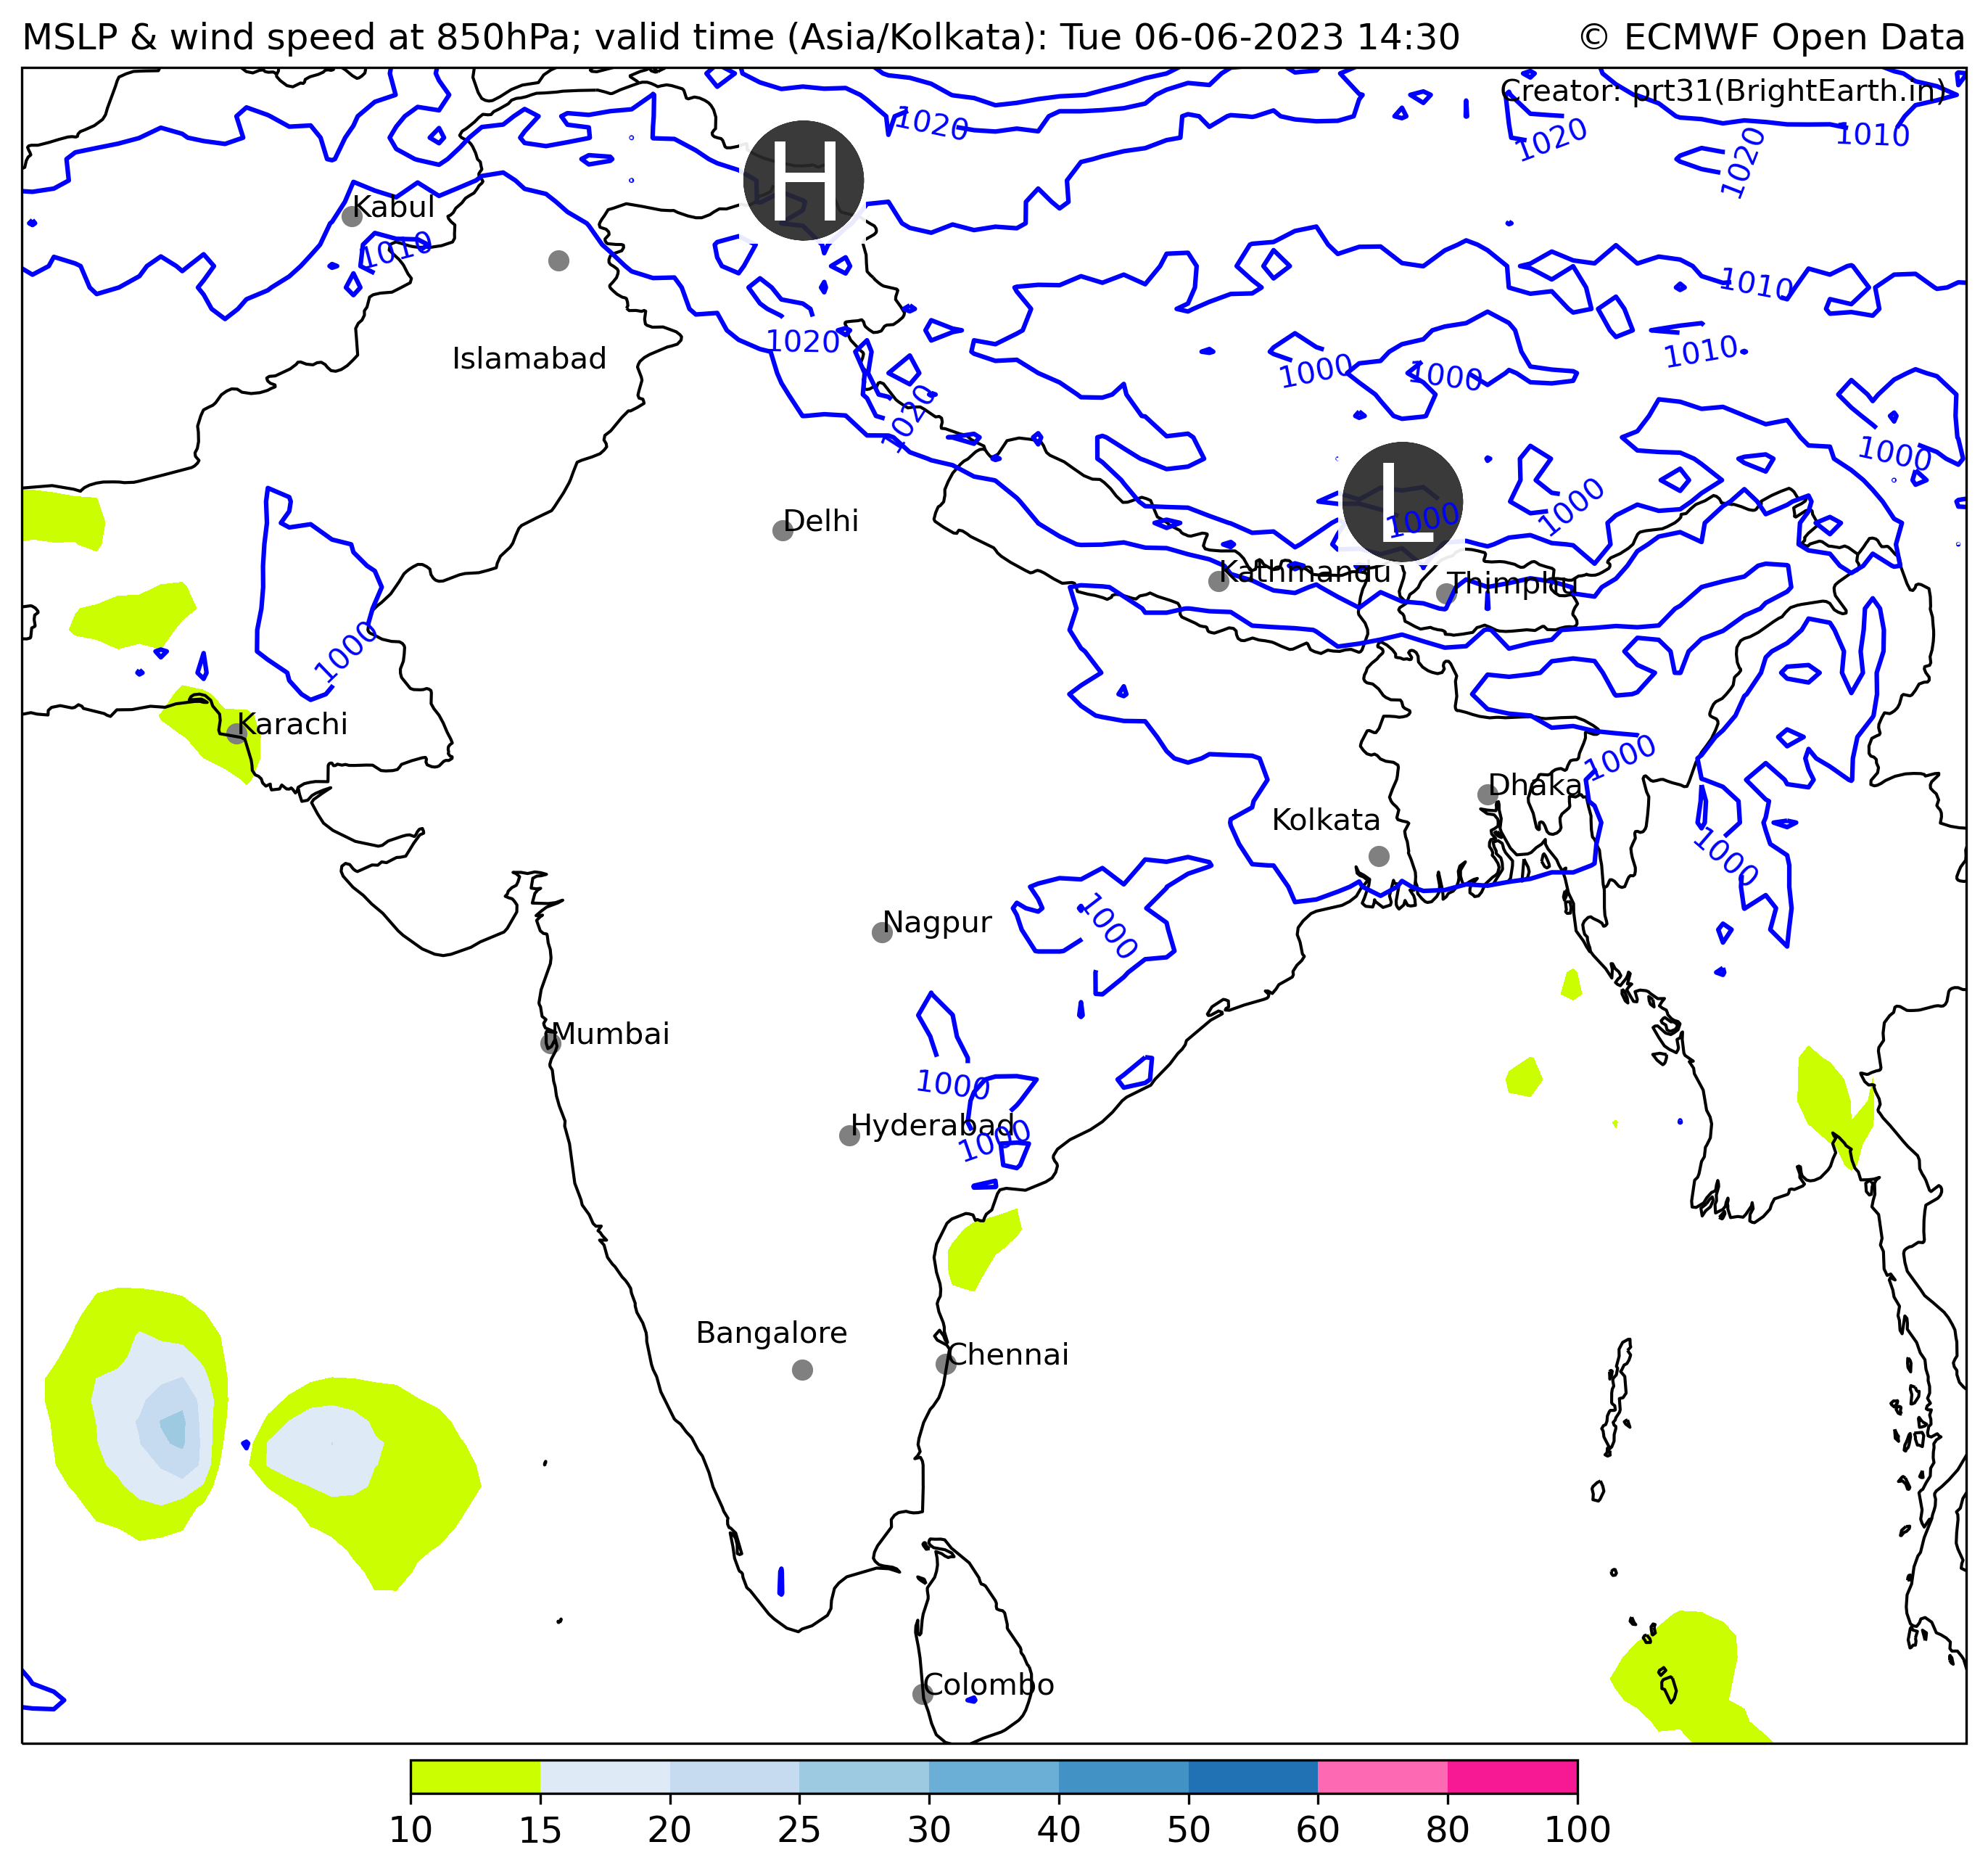 MSLP & wind speed at 850hPa; valid time (Asia/Kolkata): Tue 06-06-2023 14:30 © ECMWF Open Data
Creator: prt31(BrightEarth.in)
1020
1020
1010
1020
H
Kabul
1010
1010
1020
1010
Islamabad
1000
1000
1020
1000
L
1000
1000
Delhi
Kathmandu
Thimphu
1000
Karachi
1000
Dhaka
Kolkata
1000
Nagpur
1000
Mumbai
1000
Hyderabad
1000
Bangalore
Chennai
Colombo
10 15 20 25 30 40 50 60 80 100